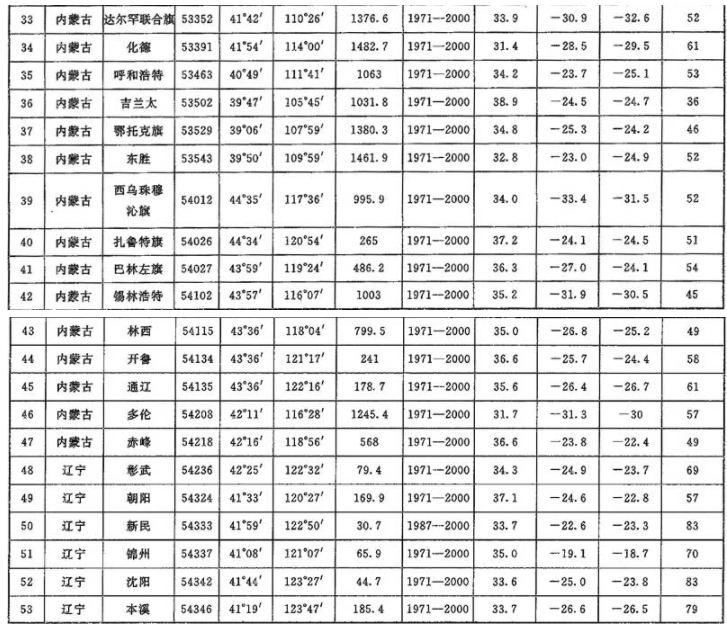 33 内蒙古 达尔罕联合旗 53352 41°42′ 110°26′ 1376.6 1971—2000 33.9 −30.9 −32.6 52
34 内蒙古 化德 53391 41°54′ 114°00′ 1482.7 1971—2000 31.4 −28.5 −29.5 61
35 内蒙古 呼和浩特 53463 40°49′ 111°41′ 1063 1971—2000 34.2 −23.7 −25.1 53
36 内蒙古 吉兰太 53502 39°47′ 105°45′ 1031.8 1971—2000 38.9 −24.5 −24.7 36
37 内蒙古 鄂托克旗 53529 39°06′ 107°59′ 1380.3 1971—2000 34.8 −25.3 −24.2 46
38 内蒙古 东胜 53543 39°50′ 109°59′ 1461.9 1971—2000 32.8 −23.0 −24.9 52
39 内蒙古 西乌珠穆
沁旗 54012 44°35′ 117°36′ 995.9 1971—2000 34.0 −33.4 −31.5 52
40 内蒙古 扎鲁特旗 54026 44°34′ 120°54′ 265 1971—2000 37.2 −24.1 −24.5 51
41 内蒙古 巴林左旗 54027 43°59′ 119°24′ 486.2 1971—2000 36.3 −27.0 −24.1 54
42 内蒙古 锡林浩特 54102 43°57′ 116°07′ 1003 1971—2000 35.2 −31.9 −30.5 45
43 内蒙古 林西 54115 43°36′ 118°04′ 799.5 1971—2000 35.0 −26.8 −25.2 49
44 内蒙古 开鲁 54134 43°36′ 121°17′ 241 1971—2000 36.6 −25.7 −24.4 58
45 内蒙古 通辽 54135 43°36′ 122°16′ 178.7 1971—2000 35.6 −26.4 −26.7 61
46 内蒙古 多伦 54208 42°11′ 116°28′ 1245.4 1971—2000 31.7 −31.3 −30 57
47 内蒙古 赤峰 54218 42°16′ 118°56′ 568 1971—2000 36.6 −23.8 −22.4 49
48 辽宁 彰武 54236 42°25′ 122°32′ 79.4 1971—2000 34.3 −24.9 −23.7 69
49 辽宁 朝阳 54324 41°33′ 120°27′ 169.9 1971—2000 37.1 −24.6 −22.8 57
50 辽宁 新民 54333 41°59′ 122°50′ 30.7 1987—2000 33.7 −22.6 −23.3 83
51 辽宁 锦州 54337 41°08′ 121°07′ 65.9 1971—2000 35.0 −19.1 −18.7 70
52 辽宁 沈阳 54342 41°44′ 123°27′ 44.7 1971—2000 33.6 −25.0 −23.8 83
53 辽宁 本溪 54346 41°19′ 123°47′ 185.4 1971—2000 33.7 −26.6 −26.5 79